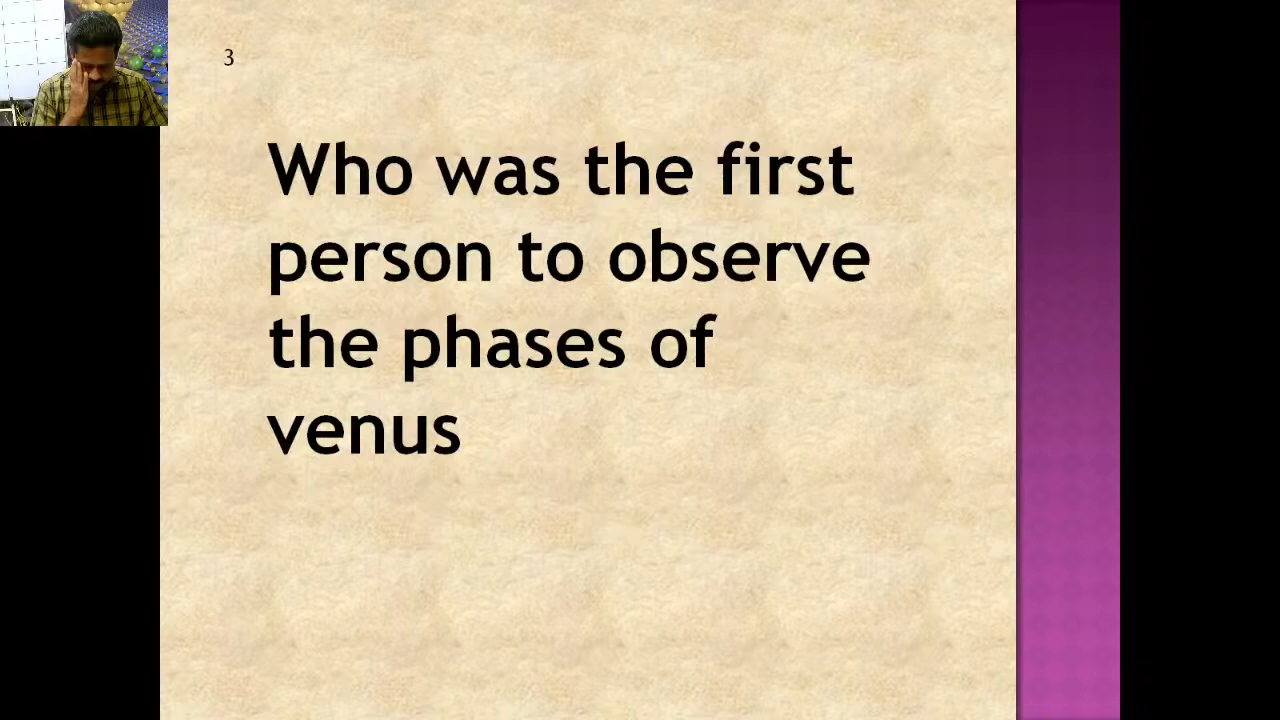 3
Who was the first
person to observe
the phases of
venus